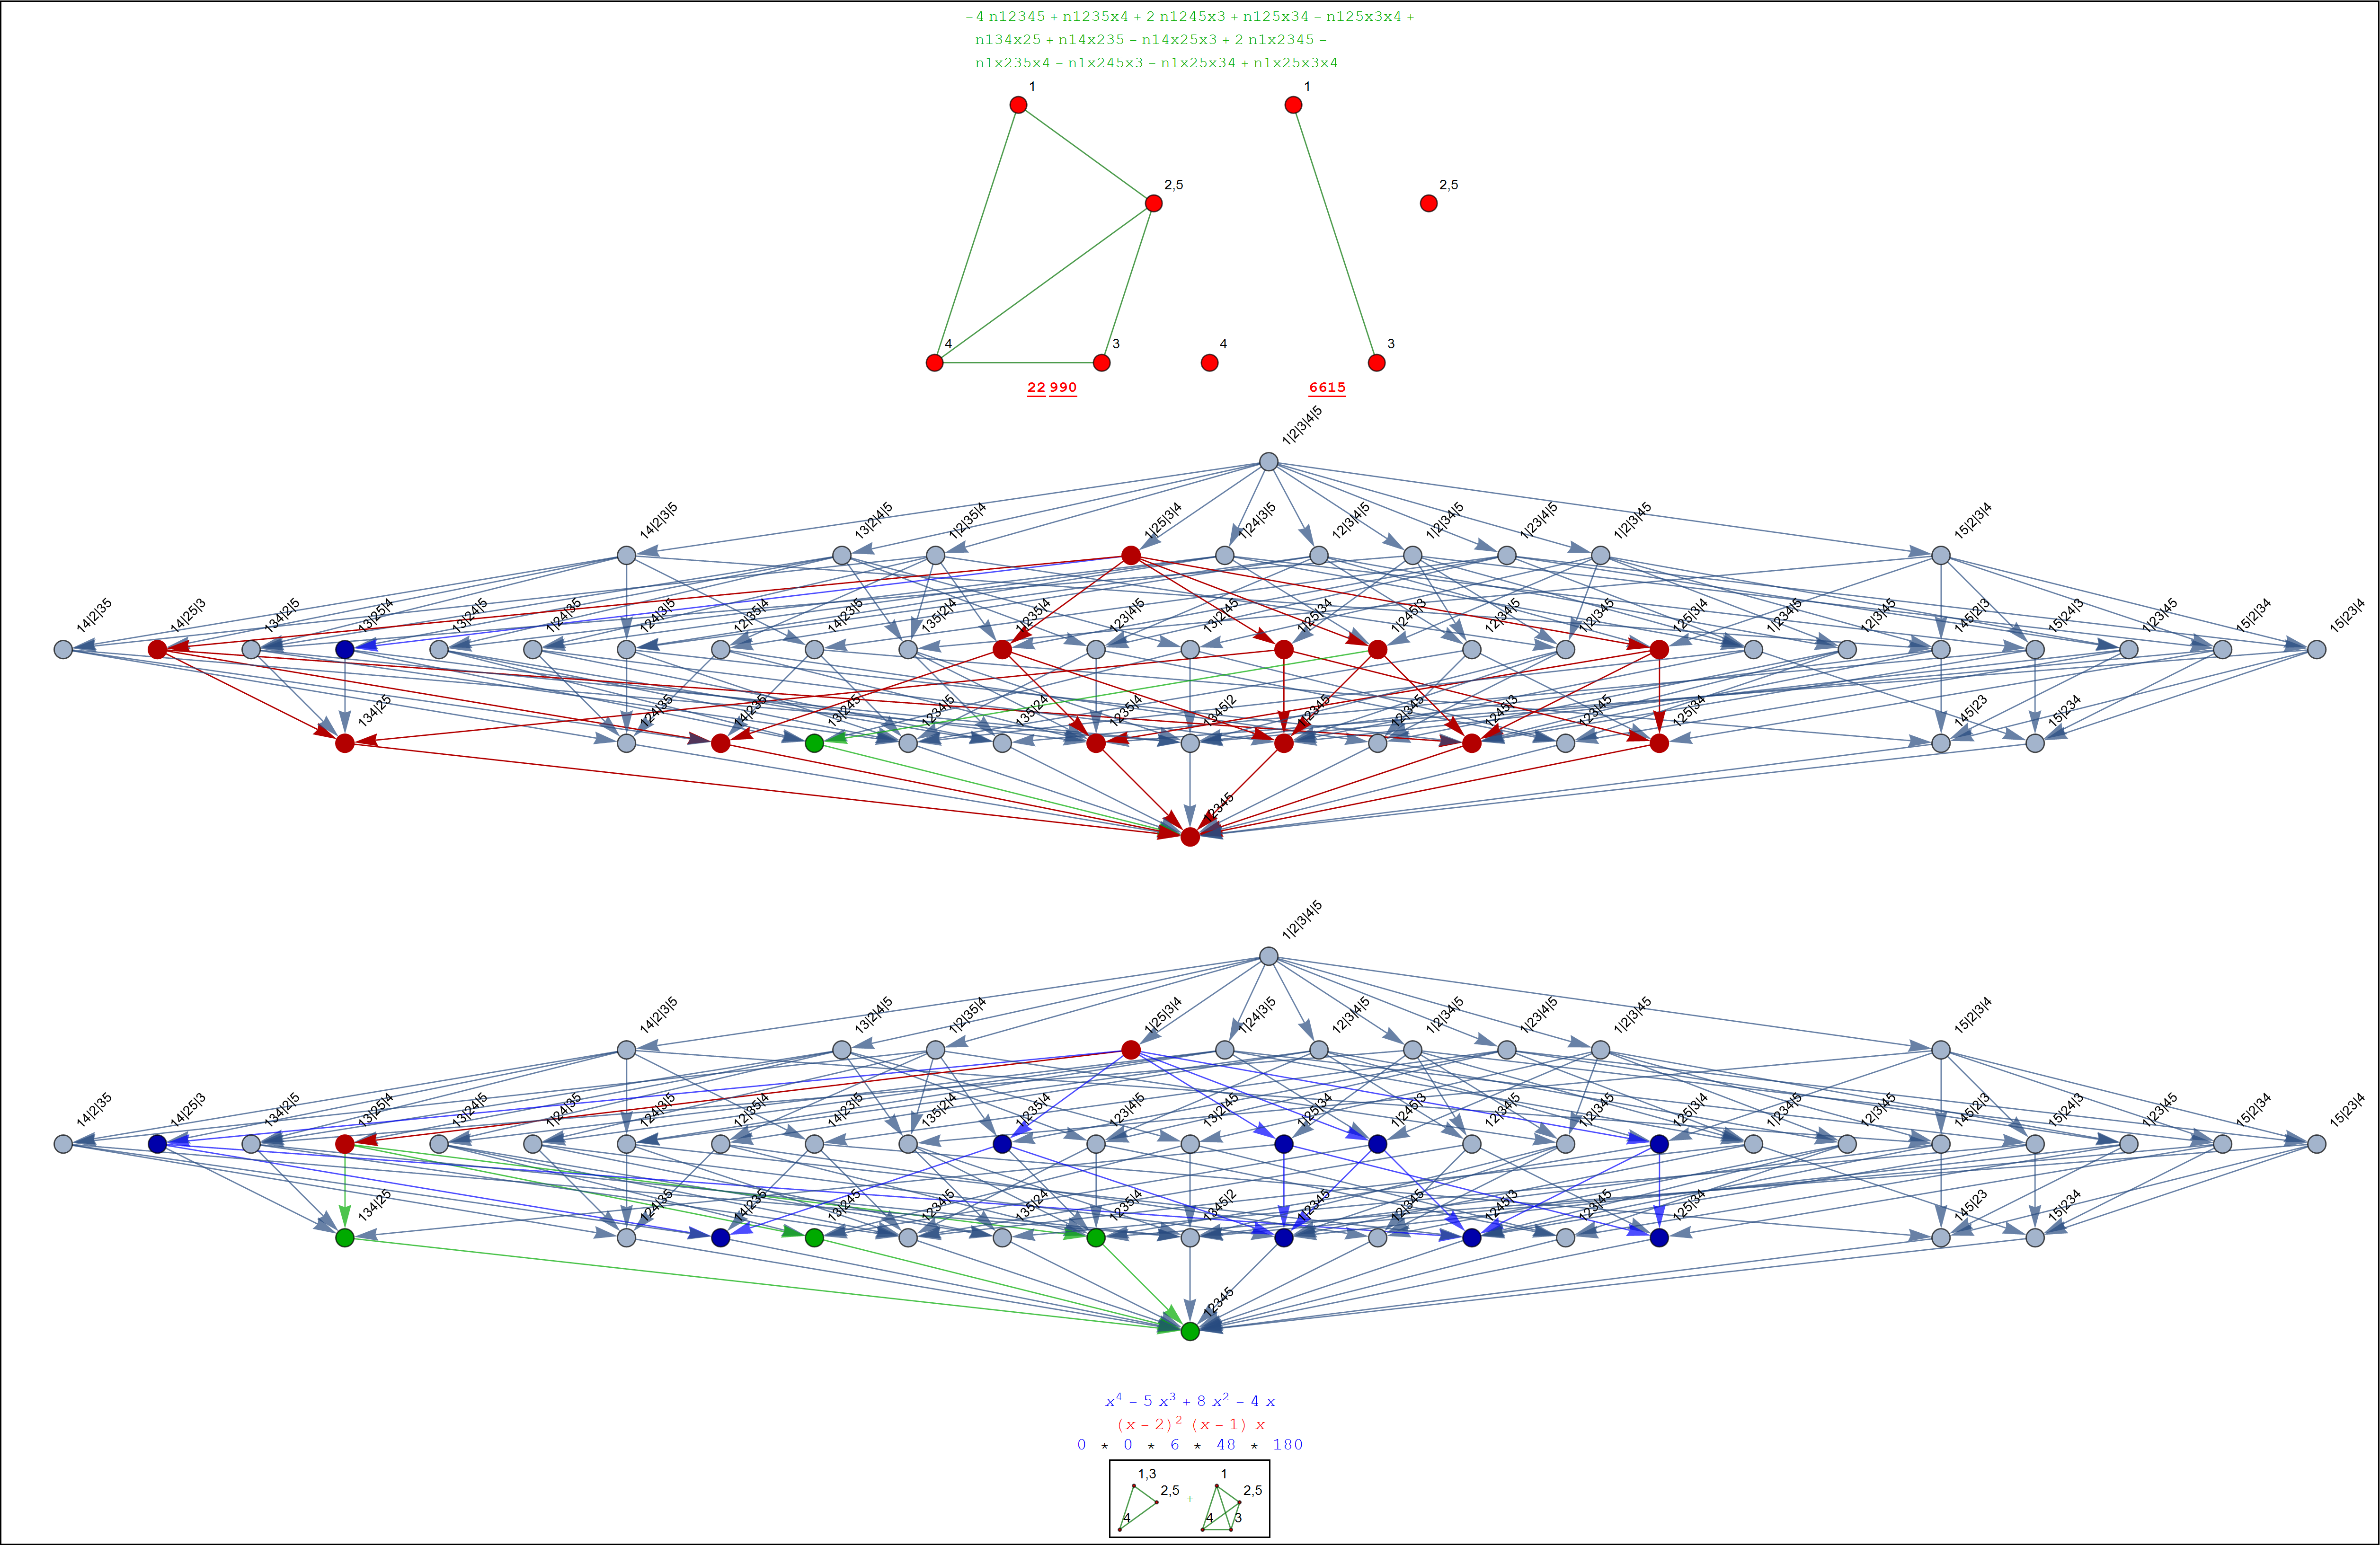 −4 n12345 + n1235x4 + 2 n1245x3 + n125x34 − n125x3x4 +
n134x25 + n14x235 − n14x25x3 + 2 n1x2345 −
n1x235x4 − n1x245x3 − n1x25x34 + n1x25x3x4
1 1
2,5 2,5
4 3 4 3
22 990 6615
1|2|3|4|5
14|2|3|5 13|2|4|5 1|2|35|4 1|25|3|4 1|24|3|5 12|3|4|5 1|2|34|5 1|23|4|5 1|2|3|45 15|2|3|4
14|2|35 14|25|3 134|2|5 13|25|4 13|24|5 1|24|35 124|3|5 12|35|4 14|23|5 135|2|4 1|235|4 123|4|5 13|2|45 1|25|34 1|245|3 12|34|5 1|2|345 125|3|4 1|234|5 12|3|45 145|2|3 15|24|3 1|23|45 15|2|34 15|23|4
134|25 124|35 14|235 13|245 1234|5 135|24 1235|4 1345|2 1|2345 12|345 1245|3 123|45 125|34 145|23 15|234
12345
1|2|3|4|5
14|2|3|5 13|2|4|5 1|2|35|4 1|25|3|4 1|24|3|5 12|3|4|5 1|2|34|5 1|23|4|5 1|2|3|45 15|2|3|4
14|2|35 14|25|3 134|2|5 13|25|4 13|24|5 1|24|35 124|3|5 12|35|4 14|23|5 135|2|4 1|235|4 123|4|5 13|2|45 1|25|34 1|245|3 12|34|5 1|2|345 125|3|4 1|234|5 12|3|45 145|2|3 15|24|3 1|23|45 15|2|34 15|23|4
134|25 124|35 14|235 13|245 1234|5 135|24 1235|4 1345|2 1|2345 12|345 1245|3 123|45 125|34 145|23 15|234
12345
x⁴ − 5 x³ + 8 x² − 4 x
(x − 2)² (x − 1) x
0 * 0 * 6 * 48 * 180
1,3 1
2,5 + 2,5
4 4 3